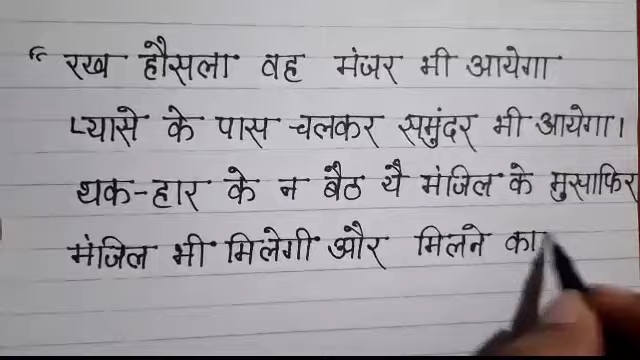 “ रख हौसला वह मंजर भी आयेगा
प्यासे के पास चलकर समुंदर भी आयेगा।
थक-हार के न बैठ यै मंजिल के मुसाफिर
मंजिल भी मिलेगी और मिलने का